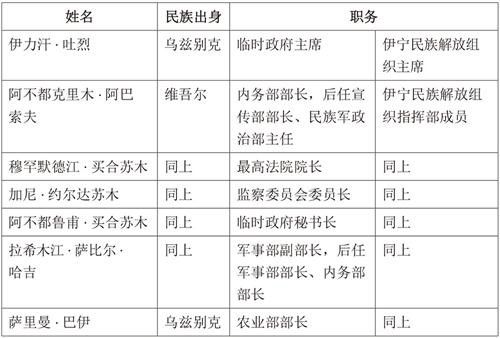 姓名 民族出身 职务
伊力汗·吐烈 乌兹别克 临时政府主席 伊宁民族解放组
织主席
阿不都克里木·阿巴 维吾尔 内务部部长，后任宣 伊宁民族解放组
索夫 传部部长、民族军政 织指挥部成员
治部主任
穆罕默德江·买合苏木 同上 最高法院院长 同上
加尼·约尔达苏木 同上 监察委员会委员长 同上
阿不都鲁甫·买合苏木 同上 临时政府秘书长 同上
拉希木江·萨比尔· 同上 军事部副部长，后任 同上
哈吉 军事部部长、内务部
部长
萨里曼·巴伊 乌兹别克 农业部部长 同上